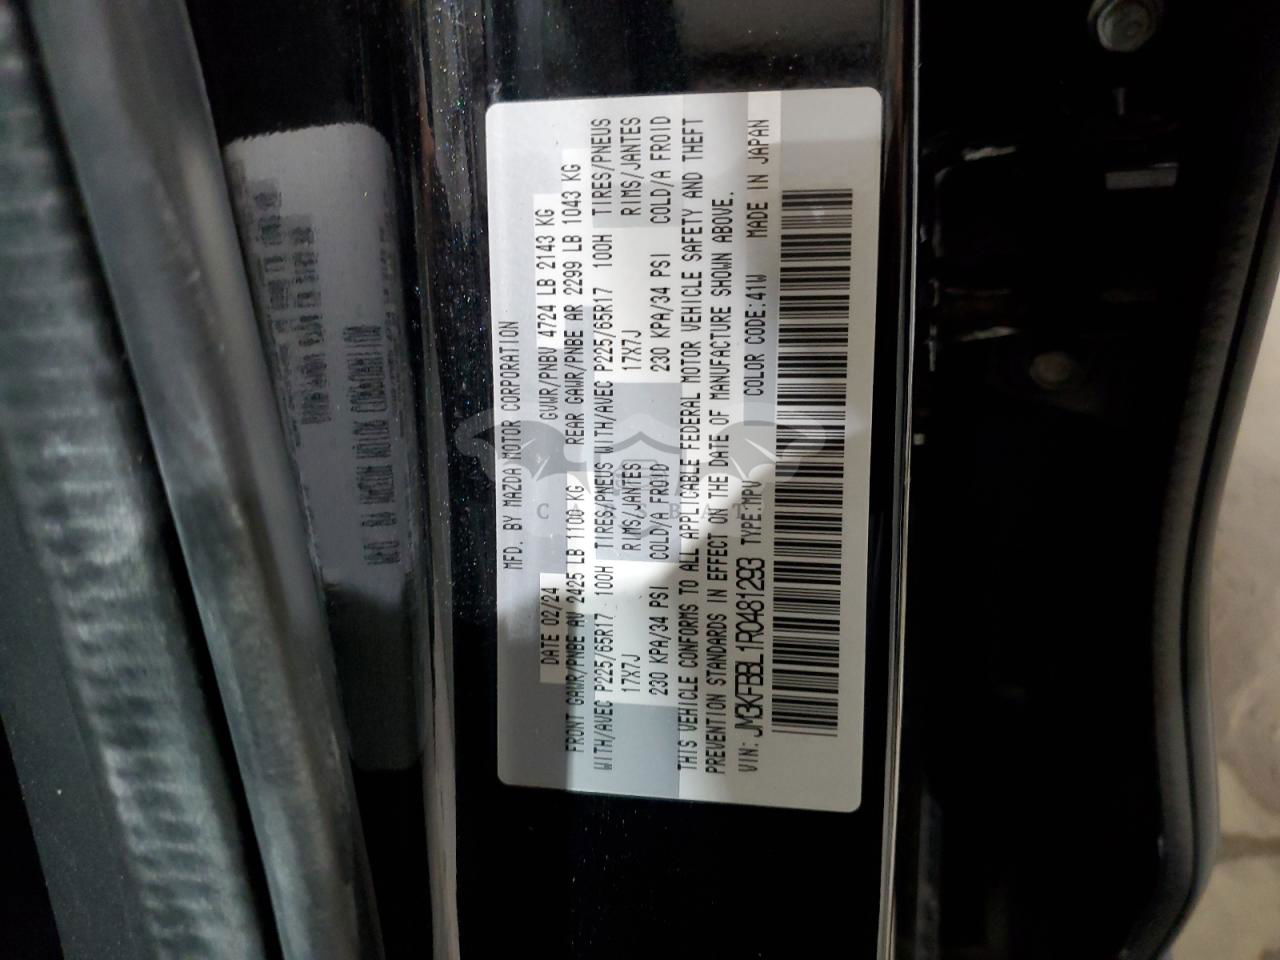 MFD. BY MAZDA MOTOR CORPORATION
DATE 02/24 GVWR/PNBV 4724 LB 2143 KG
FRONT GAWR/PNBE AV 2425 LB 1100 KG REAR GAWR/PNBE AR 2299 LB 1043 KG
WITH/AVEC P225/65R17 100H TIRES/PNEUS WITH/AVEC P225/65R17 100H TIRES/PNEUS
17X7J RIMS/JANTES 17X7J RIMS/JANTES
230 KPA/34 PSI COLD/A FROID 230 KPA/34 PSI COLD/A FROID
THIS VEHICLE CONFORMS TO ALL APPLICABLE FEDERAL MOTOR VEHICLE SAFETY AND THEFT
PREVENTION STANDARDS IN EFFECT ON THE DATE OF MANUFACTURE SHOWN ABOVE.
VIN: JM3KFBBL1R0481293 TYPE:MPV COLOR CODE:41W MADE IN JAPAN